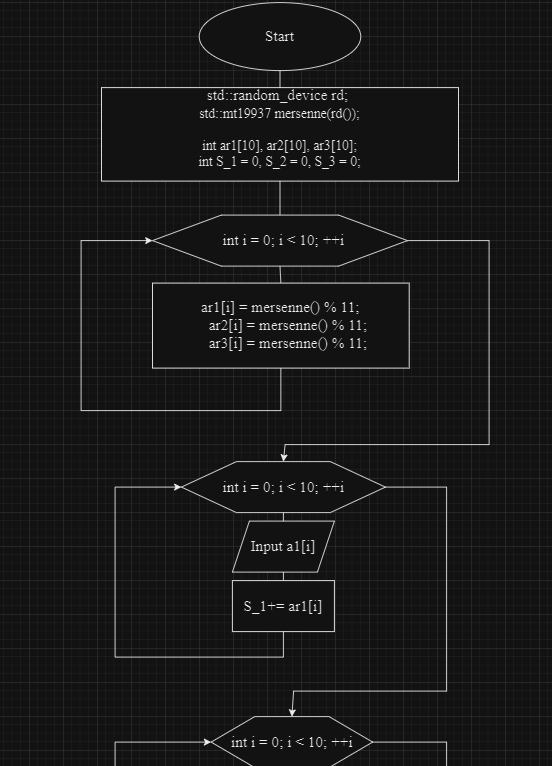 Start
std::random_device rd;
std::mt19937 mersenne(rd());
int ar1[10], ar2[10], ar3[10];
int S_1 = 0, S_2 = 0, S_3 = 0;
int i = 0; i < 10; ++i
ar1[i] = mersenne() % 11;
ar2[i] = mersenne() % 11;
ar3[i] = mersenne() % 11;
int i = 0; i < 10; ++i
Input a1[i]
S_1+= ar1[i]
int i = 0; i < 10; ++i